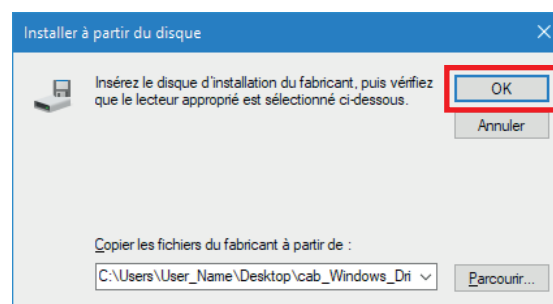 Installer à partir du disque
Insérez le disque d'installation du fabricant, puis vérifiez
que le lecteur approprié est sélectionné ci-dessous.
OK
Annuler
Copier les fichiers du fabricant à partir de :
C:\Users\User_Name\Desktop\cab_Windows_Dri
Parcourir...